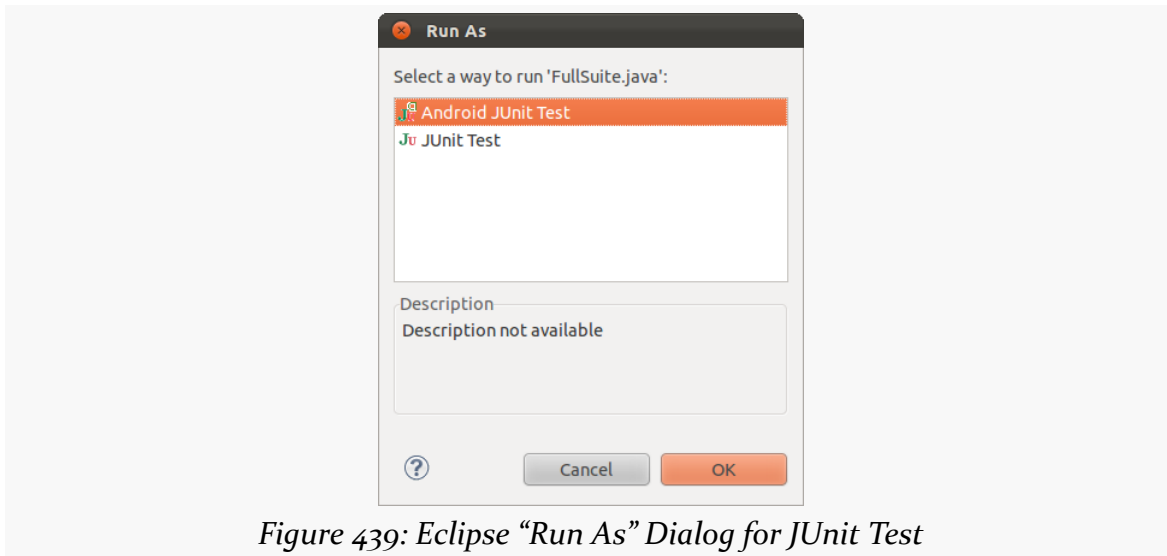 Run As
Select a way to run 'FullSuite.java':
Android JUnit Test
Ju JUnit Test
Description
Description not available
?
Cancel OK
Figure 439: Eclipse “Run As” Dialog for JUnit Test